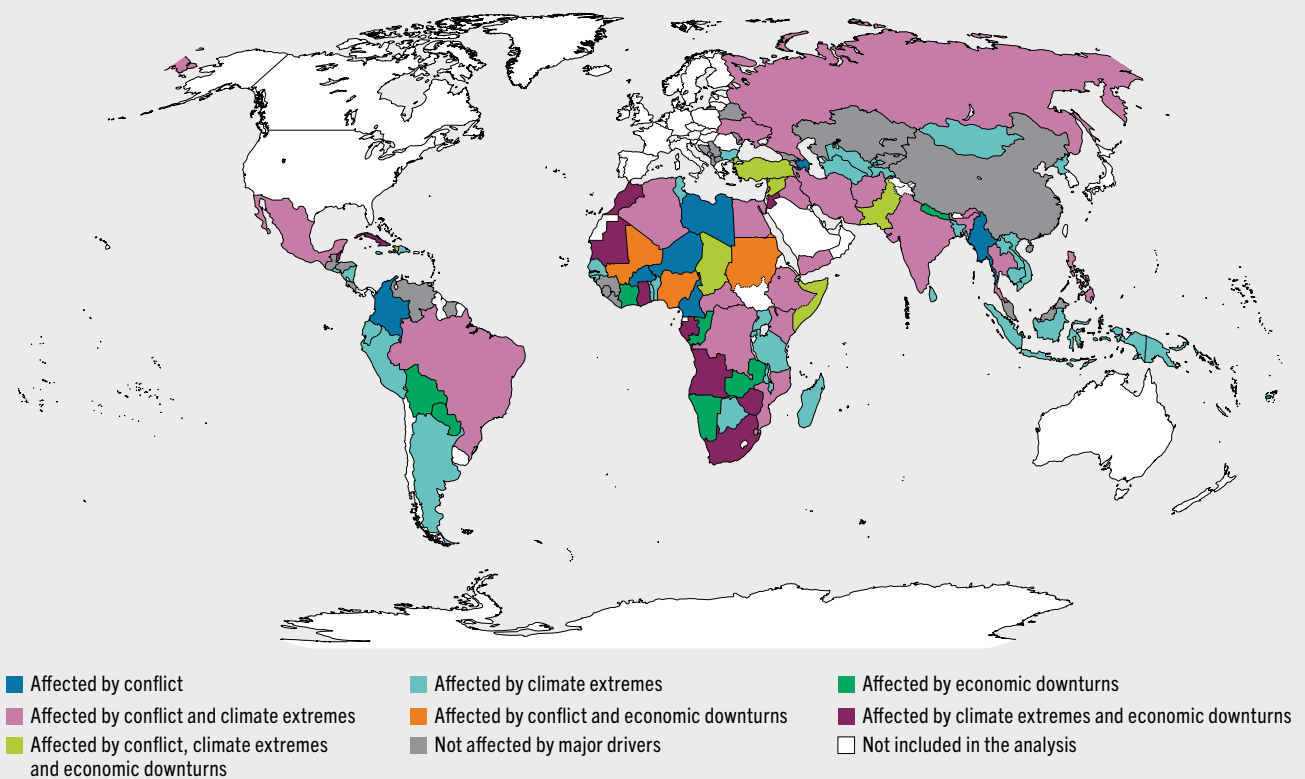 Affected by conflict
Affected by climate extremes
Affected by economic downturns
Affected by conflict and climate extremes
Affected by conflict and economic downturns
Affected by climate extremes and economic downturns
Affected by conflict, climate extremes
and economic downturns
Not affected by major drivers
Not included in the analysis